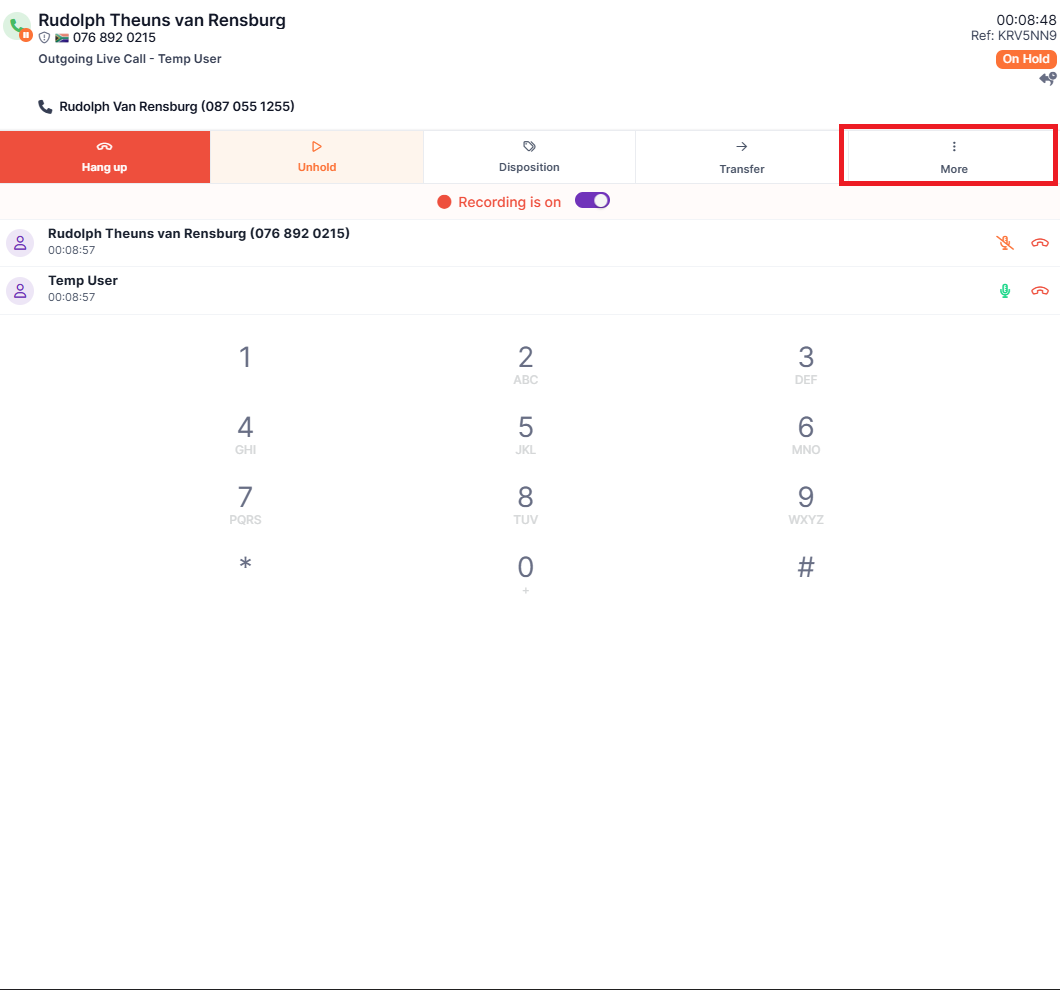 Rudolph Theuns van Rensburg
00:08:48
076 892 0215
Ref: KRV5NN9
Outgoing Live Call - Temp User
On Hold
Rudolph Van Rensburg (087 055 1255)
Hang up
Unhold
Disposition
Transfer
More
Recording is on
Rudolph Theuns van Rensburg (076 892 0215)
00:08:57
Temp User
00:08:57
1 2 3
ABC DEF
4 5 6
GHI JKL MNO
7 8 9
PQRS TUV WXYZ
* 0 #
+